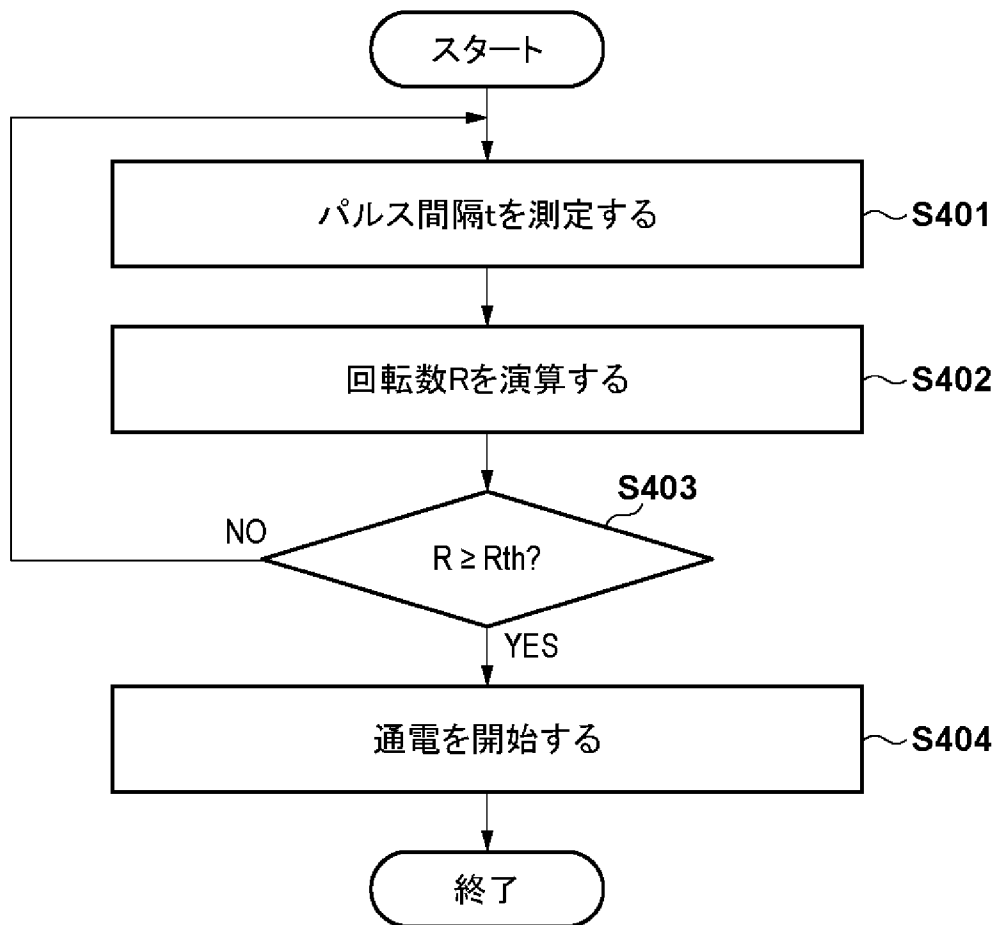 スタート
パルス間隔tを測定する
S401
回転数Rを演算する
S402
S403
NO
R ≥ Rth?
YES
通電を開始する
S404
終了